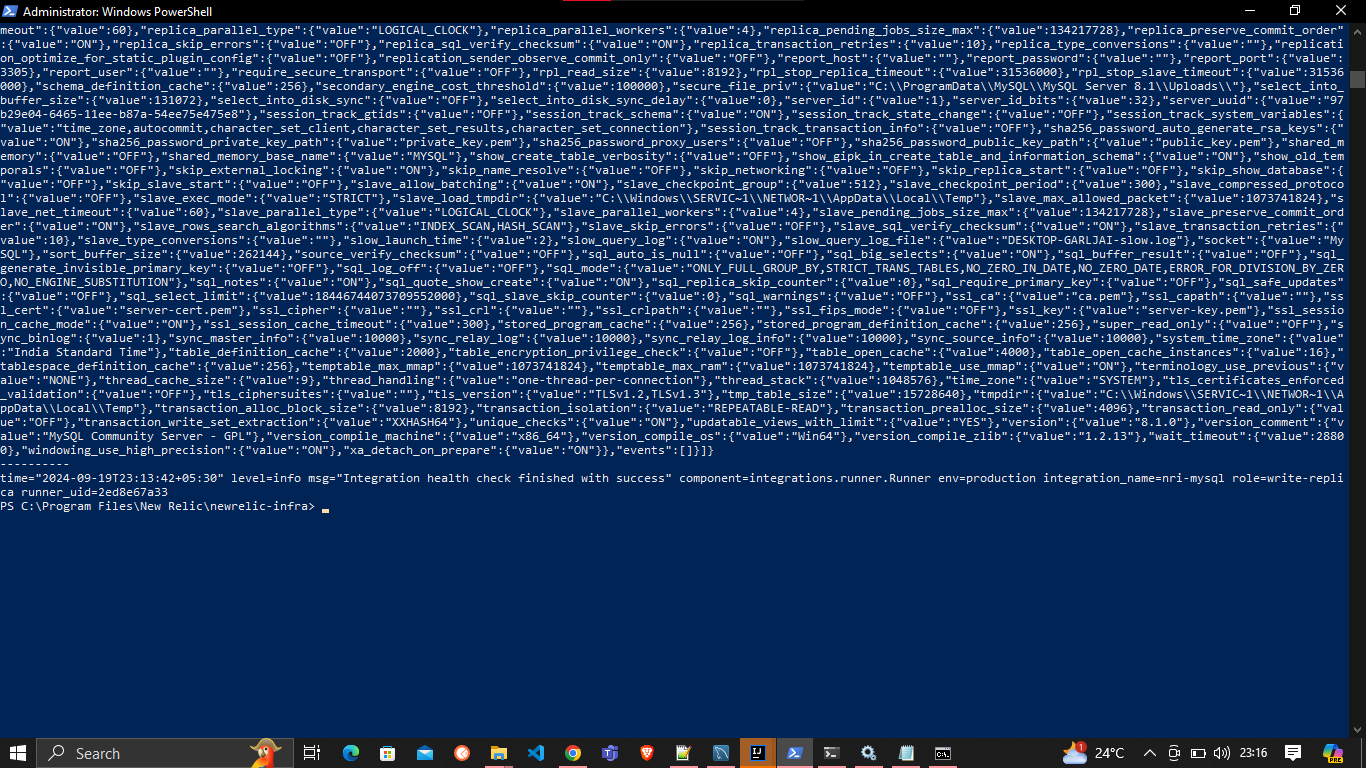 Administrator: Windows PowerShell
meout":{"value":60},"replica_parallel_type":{"value":"LOGICAL_CLOCK"},"replica_parallel_workers":{"value":4},"replica_pending_jobs_size_max":{"value":134217728},"replica_preserve_commit_order"
:{"value":"ON"},"replica_skip_errors":{"value":"OFF"},"replica_sql_verify_checksum":{"value":"ON"},"replica_transaction_retries":{"value":10},"replica_type_conversions":{"value":""},"replicati
on_optimize_for_static_plugin_config":{"value":"OFF"},"replication_sender_observe_commit_only":{"value":"OFF"},"report_host":{"value":""},"report_password":{"value":""},"report_port":{"value":
3305},"report_user":{"value":""},"require_secure_transport":{"value":"OFF"},"rpl_read_size":{"value":8192},"rpl_stop_replica_timeout":{"value":31536000},"rpl_stop_slave_timeout":{"value":31536
000},"schema_definition_cache":{"value":256},"secondary_engine_cost_threshold":{"value":100000},"secure_file_priv":{"value":"C:\\ProgramData\\MySQL\\MySQL Server 8.1\\Uploads\\"},"select_into_
buffer_size":{"value":131072},"select_into_disk_sync":{"value":"OFF"},"select_into_disk_sync_delay":{"value":0},"server_id":{"value":1},"server_id_bits":{"value":32},"server_uuid":{"value":"97
b29e04-6465-11ee-b87a-54ee75e475e8"},"session_track_gtids":{"value":"OFF"},"session_track_schema":{"value":"ON"},"session_track_state_change":{"value":"OFF"},"session_track_system_variables":{
"value":"time_zone,autocommit,character_set_client,character_set_results,character_set_connection"},"session_track_transaction_info":{"value":"OFF"},"sha256_password_auto_generate_rsa_keys":{"
value":"ON"},"sha256_password_private_key_path":{"value":"private_key.pem"},"sha256_password_proxy_users":{"value":"OFF"},"sha256_password_public_key_path":{"value":"public_key.pem"},"shared_m
emory":{"value":"OFF"},"shared_memory_base_name":{"value":"MYSQL"},"show_create_table_verbosity":{"value":"OFF"},"show_gipk_in_create_table_and_information_schema":{"value":"ON"},"show_old_tem
porals":{"value":"OFF"},"skip_external_locking":{"value":"ON"},"skip_name_resolve":{"value":"OFF"},"skip_networking":{"value":"OFF"},"skip_replica_start":{"value":"OFF"},"skip_show_database":{
"value":"OFF"},"skip_slave_start":{"value":"OFF"},"slave_allow_batching":{"value":"ON"},"slave_checkpoint_group":{"value":512},"slave_checkpoint_period":{"value":300},"slave_compressed_protoco
l":{"value":"OFF"},"slave_exec_mode":{"value":"STRICT"},"slave_load_tmpdir":{"value":"C:\\Windows\\SERVIC~1\\NETWOR~1\\AppData\\Local\\Temp"},"slave_max_allowed_packet":{"value":1073741824},"s
lave_net_timeout":{"value":60},"slave_parallel_type":{"value":"LOGICAL_CLOCK"},"slave_parallel_workers":{"value":4},"slave_pending_jobs_size_max":{"value":134217728},"slave_preserve_commit_ord
er":{"value":"ON"},"slave_rows_search_algorithms":{"value":"INDEX_SCAN,HASH_SCAN"},"slave_skip_errors":{"value":"OFF"},"slave_sql_verify_checksum":{"value":"ON"},"slave_transaction_retries":{"
value":10},"slave_type_conversions":{"value":""},"slow_launch_time":{"value":2},"slow_query_log":{"value":"ON"},"slow_query_log_file":{"value":"DESKTOP-GARLJAI-slow.log"},"socket":{"value":"My
SQL"},"sort_buffer_size":{"value":262144},"source_verify_checksum":{"value":"OFF"},"sql_auto_is_null":{"value":"OFF"},"sql_big_selects":{"value":"ON"},"sql_buffer_result":{"value":"OFF"},"sql_
generate_invisible_primary_key":{"value":"OFF"},"sql_log_off":{"value":"OFF"},"sql_mode":{"value":"ONLY_FULL_GROUP_BY,STRICT_TRANS_TABLES,NO_ZERO_IN_DATE,NO_ZERO_DATE,ERROR_FOR_DIVISION_BY_ZER
O,NO_ENGINE_SUBSTITUTION"},"sql_notes":{"value":"ON"},"sql_quote_show_create":{"value":"ON"},"sql_replica_skip_counter":{"value":0},"sql_require_primary_key":{"value":"OFF"},"sql_safe_updates"
:{"value":"OFF"},"sql_select_limit":{"value":18446744073709552000},"sql_slave_skip_counter":{"value":0},"sql_warnings":{"value":"OFF"},"ssl_ca":{"value":"ca.pem"},"ssl_capath":{"value":""},"ss
l_cert":{"value":"server-cert.pem"},"ssl_cipher":{"value":""},"ssl_crl":{"value":""},"ssl_crlpath":{"value":""},"ssl_fips_mode":{"value":"OFF"},"ssl_key":{"value":"server-key.pem"},"ssl_sessio
n_cache_mode":{"value":"ON"},"ssl_session_cache_timeout":{"value":300},"stored_program_cache":{"value":256},"stored_program_definition_cache":{"value":256},"super_read_only":{"value":"OFF"},"s
ync_binlog":{"value":1},"sync_master_info":{"value":10000},"sync_relay_log":{"value":10000},"sync_relay_log_info":{"value":10000},"sync_source_info":{"value":10000},"system_time_zone":{"value"
:"India Standard Time"},"table_definition_cache":{"value":2000},"table_encryption_privilege_check":{"value":"OFF"},"table_open_cache":{"value":4000},"table_open_cache_instances":{"value":16},"
tablespace_definition_cache":{"value":256},"temptable_max_mmap":{"value":1073741824},"temptable_max_ram":{"value":1073741824},"temptable_use_mmap":{"value":"ON"},"terminology_use_previous":{"v
alue":"NONE"},"thread_cache_size":{"value":9},"thread_handling":{"value":"one-thread-per-connection"},"thread_stack":{"value":1048576},"time_zone":{"value":"SYSTEM"},"tls_certificates_enforced
_validation":{"value":"OFF"},"tls_ciphersuites":{"value":""},"tls_version":{"value":"TLSv1.2,TLSv1.3"},"tmp_table_size":{"value":15728640},"tmpdir":{"value":"C:\\Windows\\SERVIC~1\\NETWOR~1\\A
ppData\\Local\\Temp"},"transaction_alloc_block_size":{"value":8192},"transaction_isolation":{"value":"REPEATABLE-READ"},"transaction_prealloc_size":{"value":4096},"transaction_read_only":{"val
ue":"OFF"},"transaction_write_set_extraction":{"value":"XXHASH64"},"unique_checks":{"value":"ON"},"updatable_views_with_limit":{"value":"YES"},"version":{"value":"8.1.0"},"version_comment":{"v
alue":"MySQL Community Server - GPL"},"version_compile_machine":{"value":"x86_64"},"version_compile_os":{"value":"Win64"},"version_compile_zlib":{"value":"1.2.13"},"wait_timeout":{"value":2880
0},"windowing_use_high_precision":{"value":"ON"},"xa_detach_on_prepare":{"value":"ON"}},"events":[]}]}
----------
time="2024-09-19T23:13:42+05:30" level=info msg="Integration health check finished with success" component=integrations.runner.Runner env=production integration_name=nri-mysql role=write-repli
ca runner_uid=2ed8e67a33
PS C:\Program Files\New Relic\newrelic-infra>
Search
1
24°C
23:16
PRE